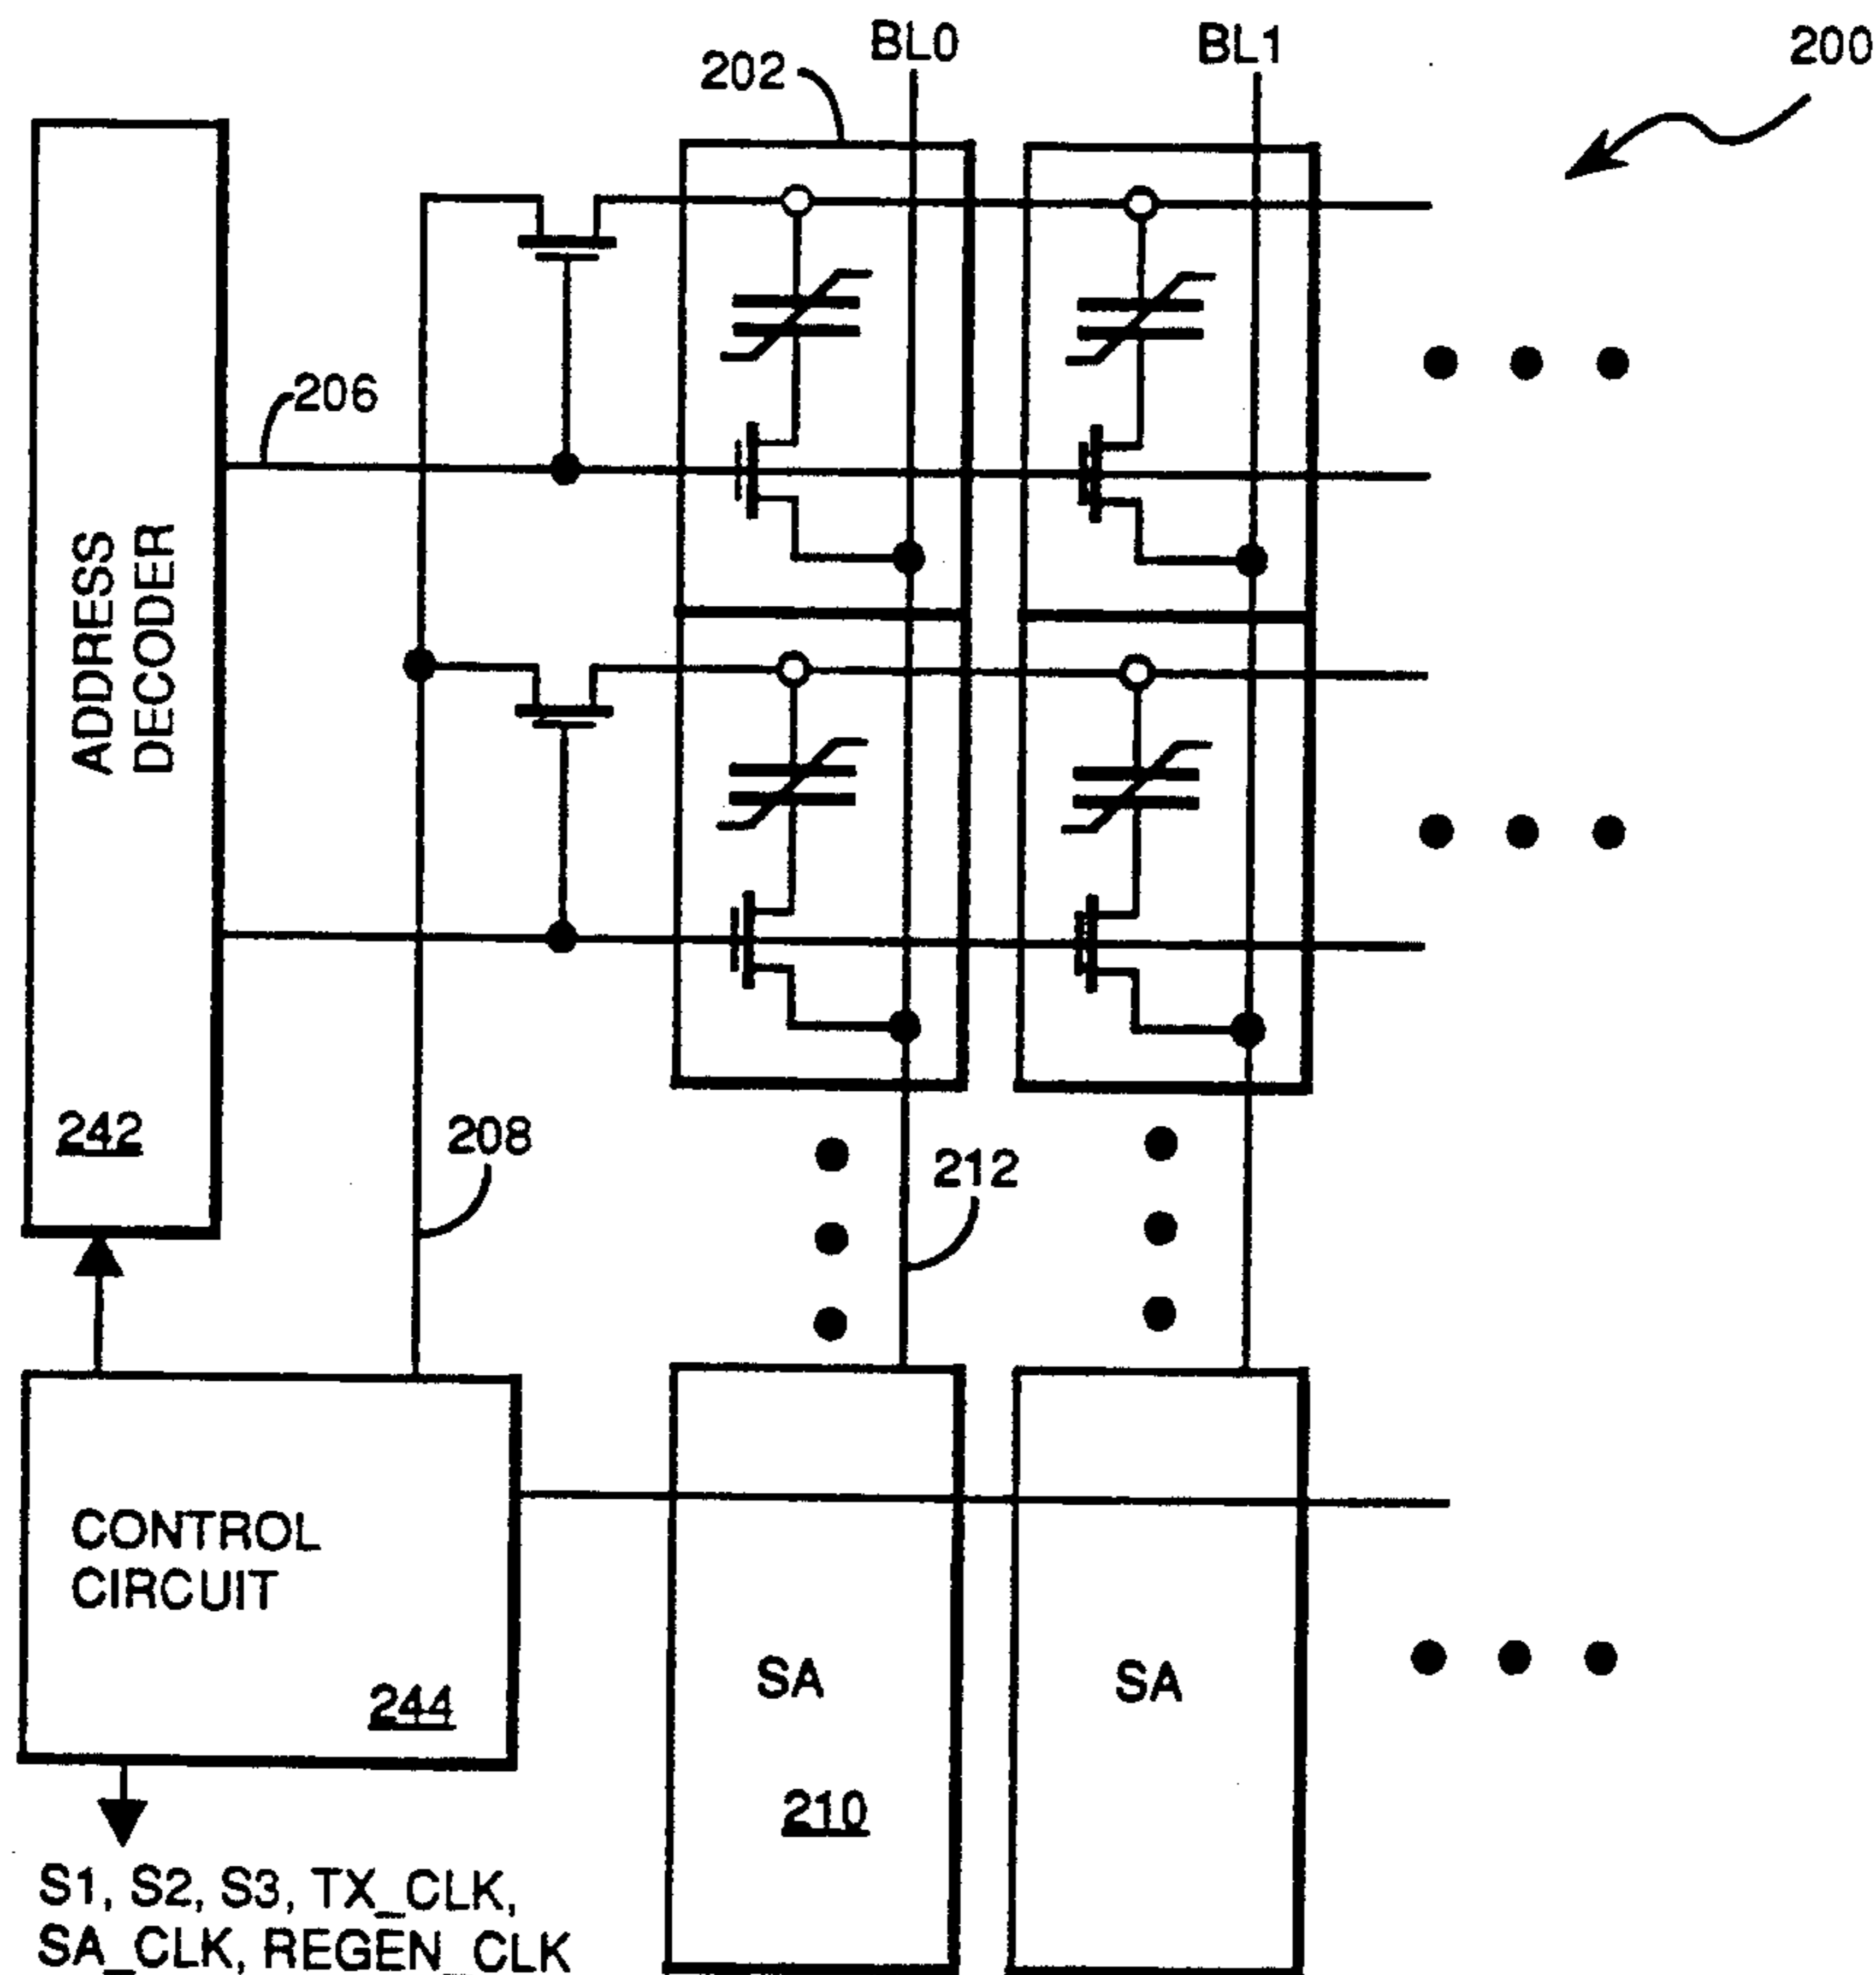 BL0
BL1
200
202
206
ADDRESS
DECODER
242
208
212
CONTROL
CIRCUIT
244
SA
SA
210
S1, S2, S3, TX_CLK,
SA_CLK, REGEN_CLK